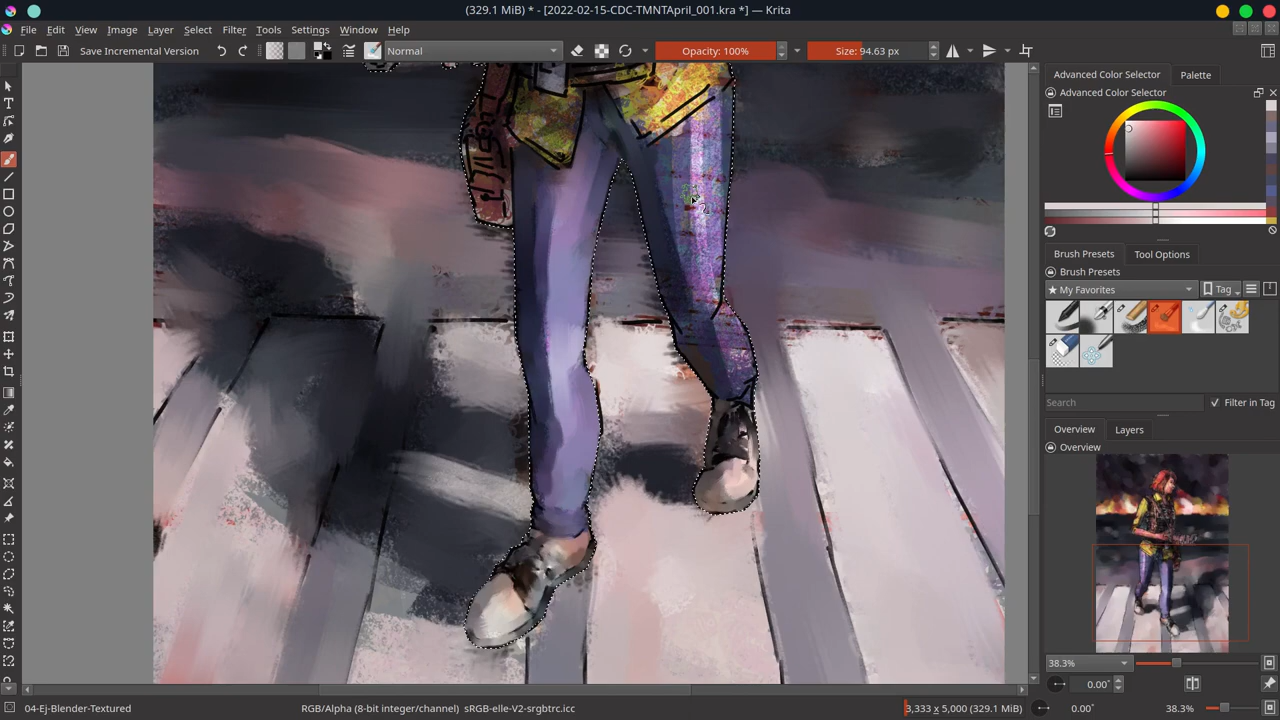 (329.1 MiB) * - [2022-02-15-CDC-TMNTApril_001.kra *] — Krita
File Edit View Image Layer Select Filter Tools Settings Window Help
Save Incremental Version Normal Opacity: 100% Size: 94.63 px
Advanced Color Selector Palette
Advanced Color Selector
Brush Presets Tool Options
Brush Presets
★ My Favorites Tag
Search Filter in Tag
Overview Layers
Overview
38.3%
0.00°
04-Ej-Blender-Textured RGB/Alpha (8-bit integer/channel) sRGB-elle-V2-srgbtrc.icc 3,333 x 5,000 (329.1 MiB) 0.00° 38.3%